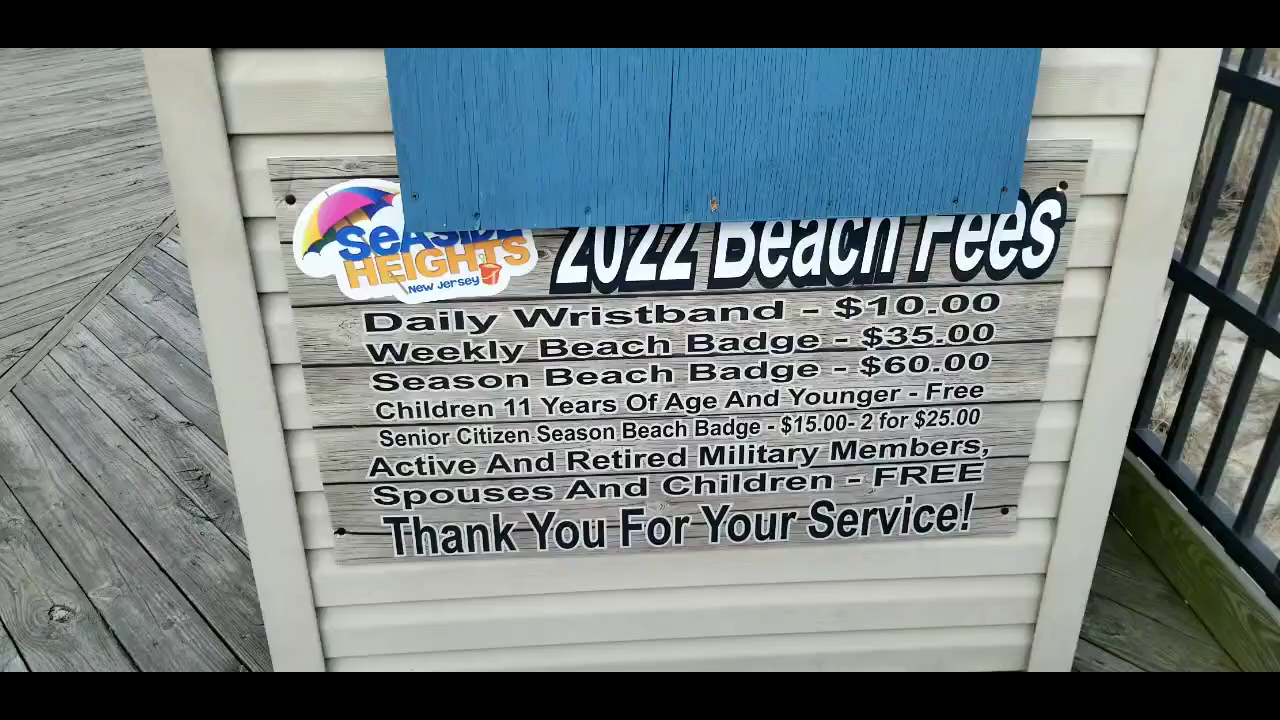 SEASIDE
HEIGHTS
New Jersey
2022 Beach Fees
Daily Wristband - $10.00
Weekly Beach Badge - $35.00
Season Beach Badge - $60.00
Children 11 Years Of Age And Younger - Free
Senior Citizen Season Beach Badge - $15.00- 2 for $25.00
Active And Retired Military Members,
Spouses And Children - FREE
Thank You For Your Service!